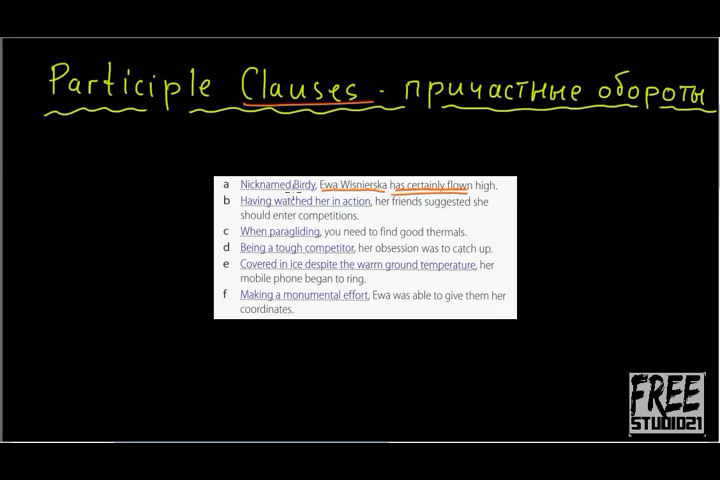 Participle Clauses - причастные обороты
a Nicknamed Birdy, Ewa Wisnierska has certainly flown high.
b Having watched her in action, her friends suggested she
should enter competitions.
c When paragliding, you need to find good thermals.
d Being a tough competitor, her obsession was to catch up.
e Covered in ice despite the warm ground temperature, her
mobile phone began to ring.
f Making a monumental effort, Ewa was able to give them her
coordinates.
FREE
STUDIO21